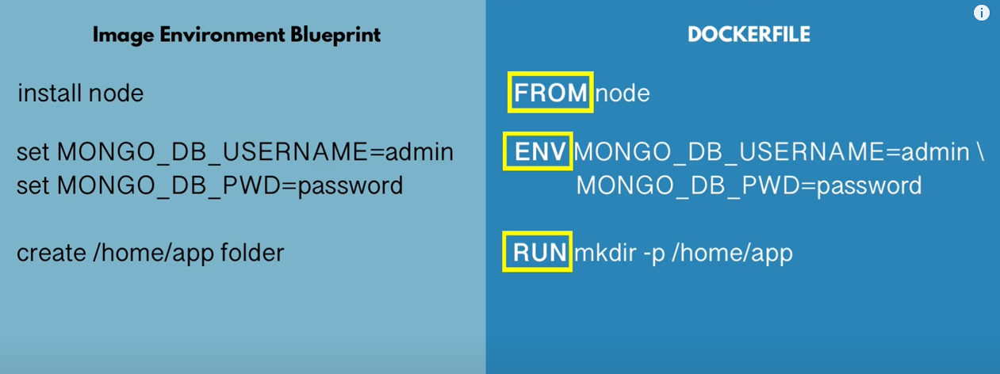 Image Environment Blueprint
install node
set MONGO_DB_USERNAME=admin
set MONGO_DB_PWD=password
create /home/app folder
DOCKERFILE
FROM node
ENV MONGO_DB_USERNAME=admin \
MONGO_DB_PWD=password
RUN mkdir -p /home/app
i